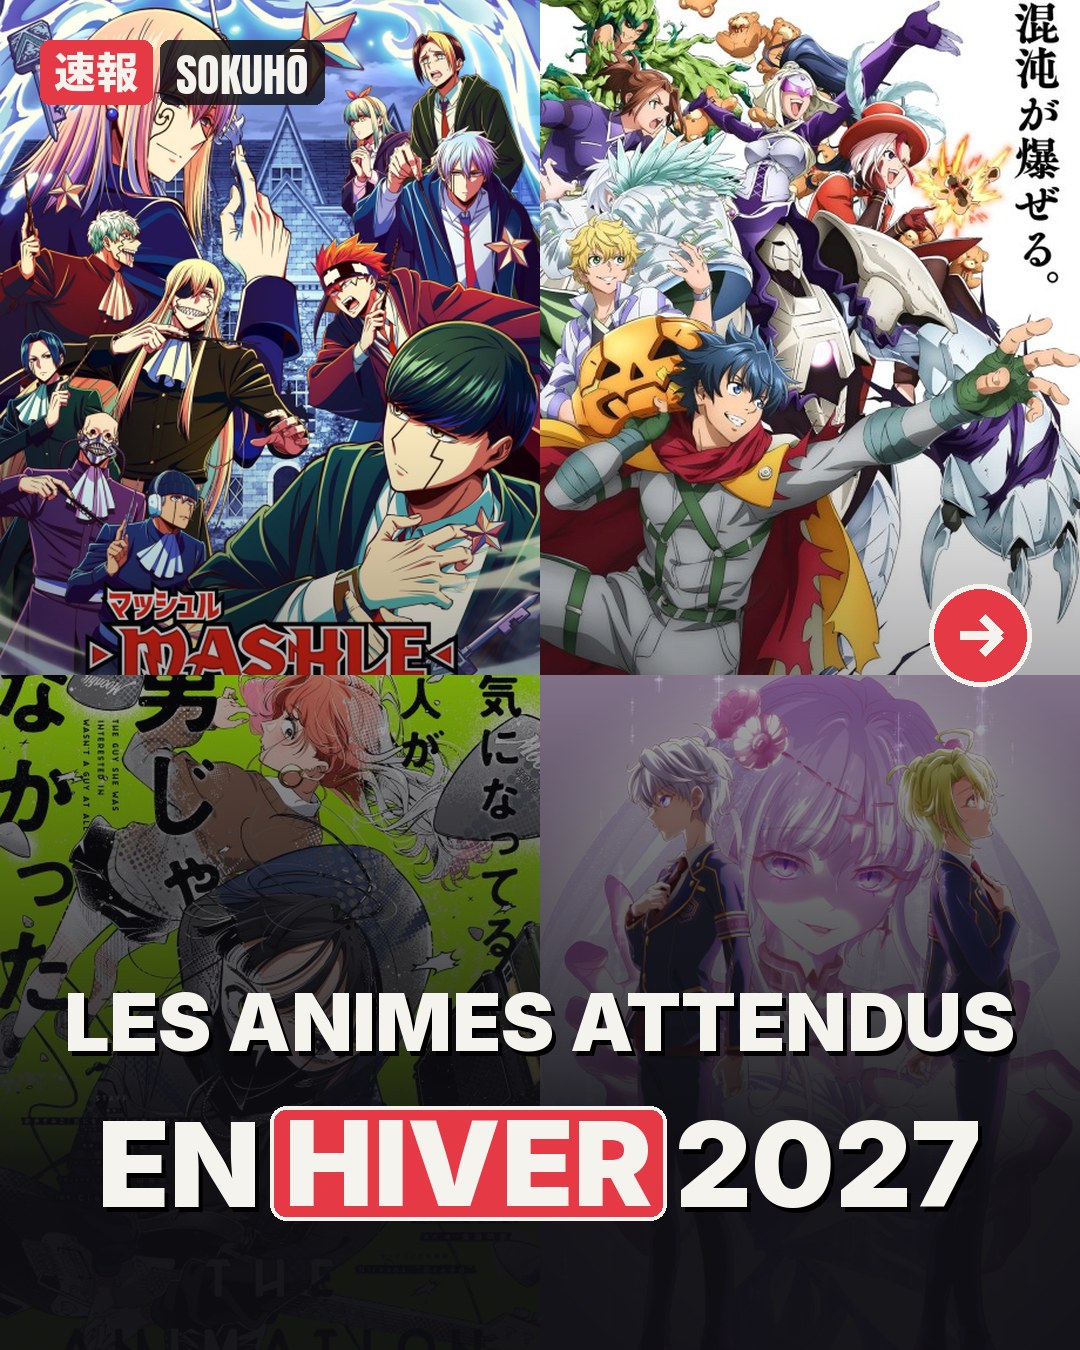 速報 SOKUHŌ
混沌が爆ぜる。
マッシュル
MASHLE
気になってる
人が
男じゃ
なかった
THE GUY SHE WAS
INTERESTED IN
WASN'T A GUY AT ALL
LES ANIMES ATTENDUS
EN HIVER 2027
THE
ANIMATION